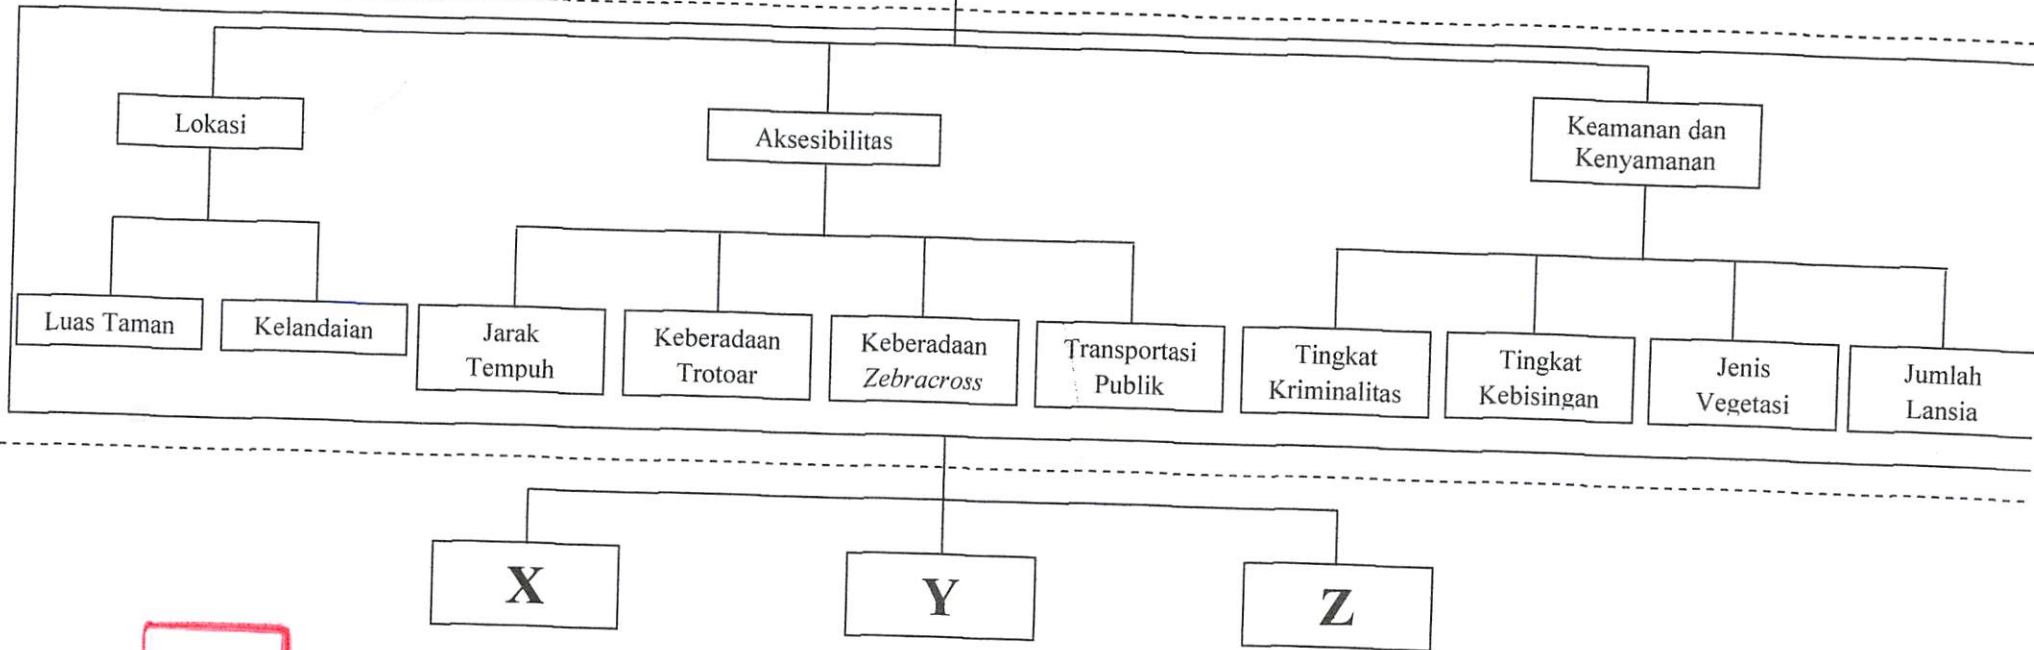 Lokasi
Aksesibilitas
Keamanan dan
Kenyamanan
Luas Taman
Kelandaian
Jarak
Tempuh
Keberadaan
Trotoar
Keberadaan
Zebracross
Transportasi
Publik
Tingkat
Kriminalitas
Tingkat
Kebisingan
Jenis
Vegetasi
Jumlah
Lansia
X
Y
Z